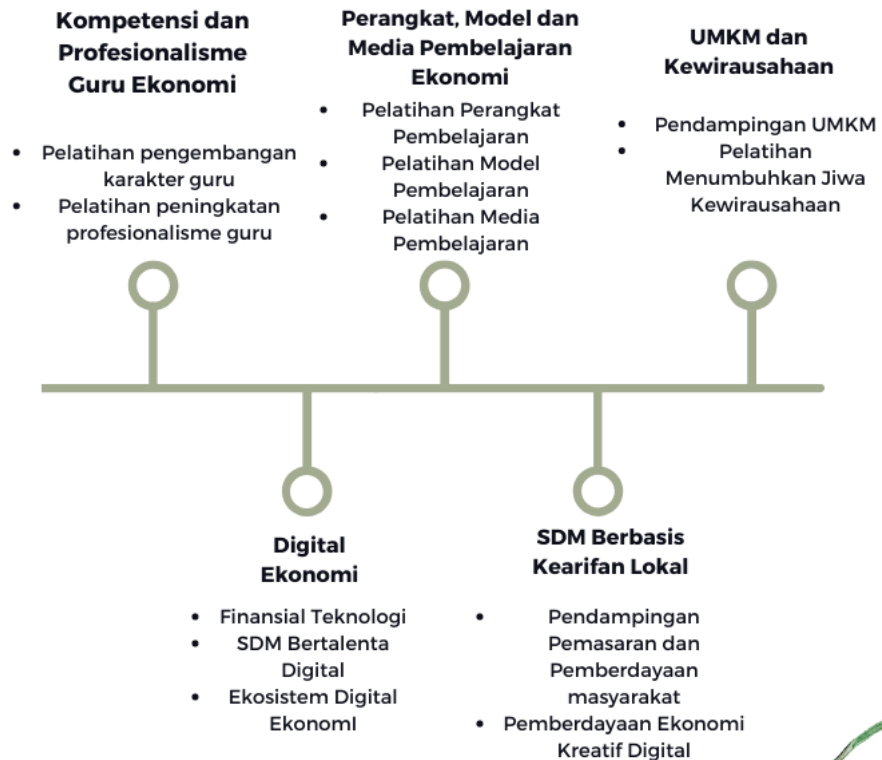 Kompetensi dan
Profesionalisme
Guru Ekonomi
• Pelatihan pengembangan
karakter guru
• Pelatihan peningkatan
profesionalisme guru
Perangkat, Model dan
Media Pembelajaran
Ekonomi
• Pelatihan Perangkat
Pembelajaran
• Pelatihan Model
Pembelajaran
• Pelatihan Media
Pembelajaran
UMKM dan
Kewirausahaan
• Pendampingan UMKM
• Pelatihan
Menumbuhkan Jiwa
Kewirausahaan
Digital
Ekonomi
• Finansial Teknologi
• SDM Bertalenta
Digital
• Ekosistem Digital
EkonomI
SDM Berbasis
Kearifan Lokal
• Pendampingan
Pemasaran dan
Pemberdayaan
masyarakat
• Pemberdayaan Ekonomi
Kreatif Digital